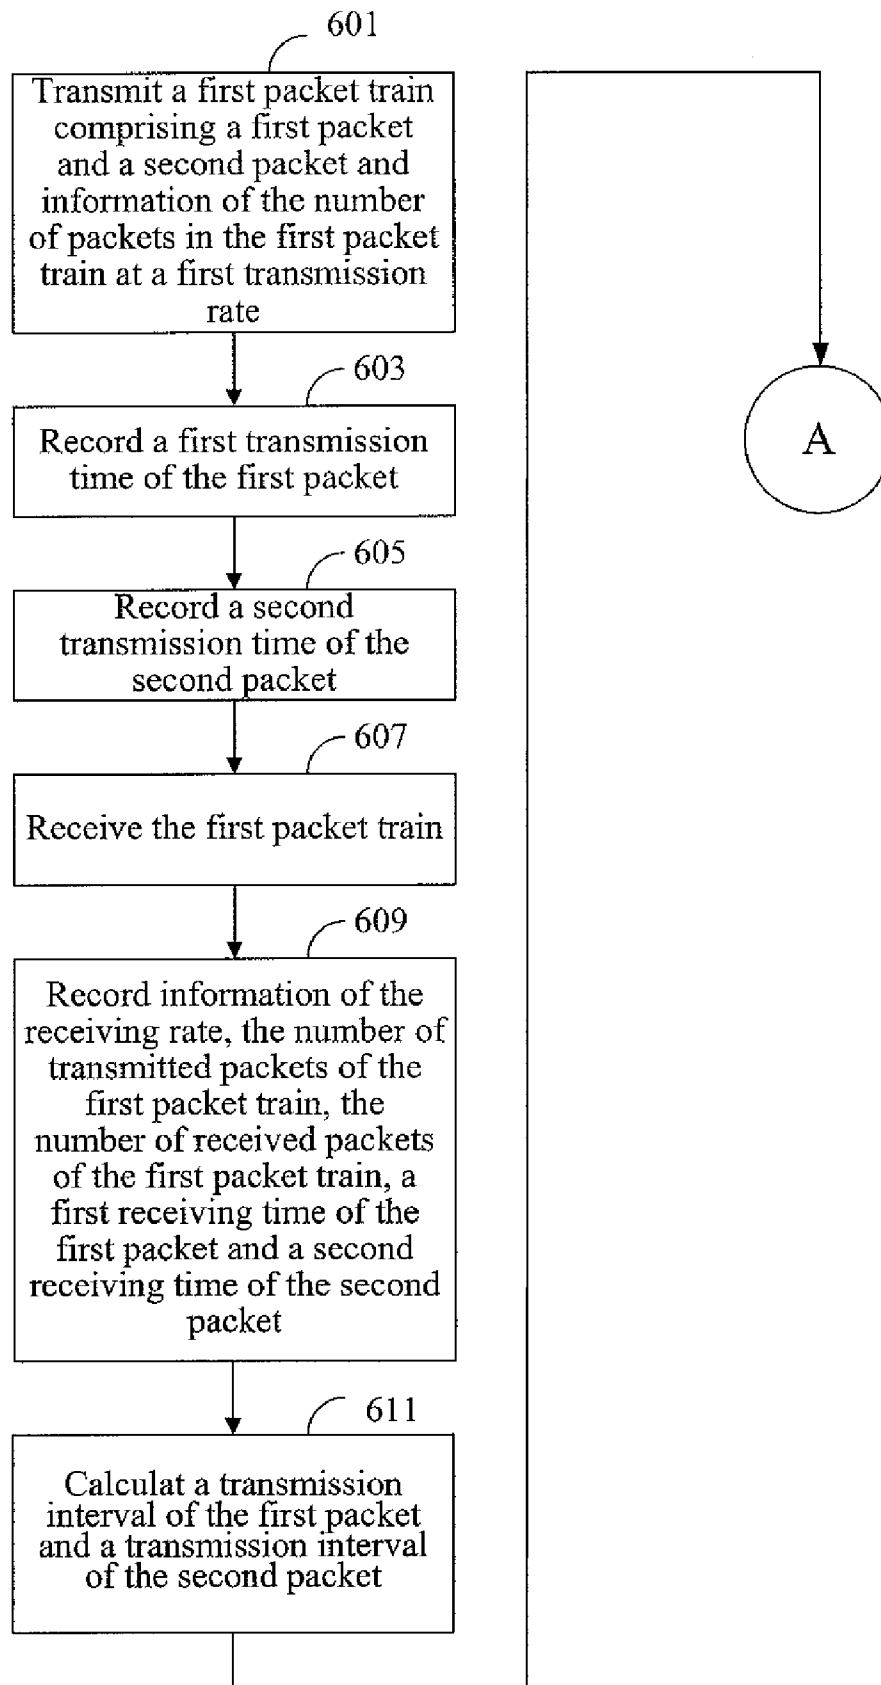 601
Transmit a first packet train
comprising a first packet
and a second packet and
information of the number
of packets in the first packet
train at a first transmission
rate
603
Record a first transmission
time of the first packet
605
Record a second
transmission time of the
second packet
607
Receive the first packet train
609
Record information of the
receiving rate, the number of
transmitted packets of the
first packet train, the
number of received packets
of the first packet train, a
first receiving time of the
first packet and a second
receiving time of the second
packet
611
Calculat a transmission
interval of the first packet
and a transmission interval
of the second packet
A